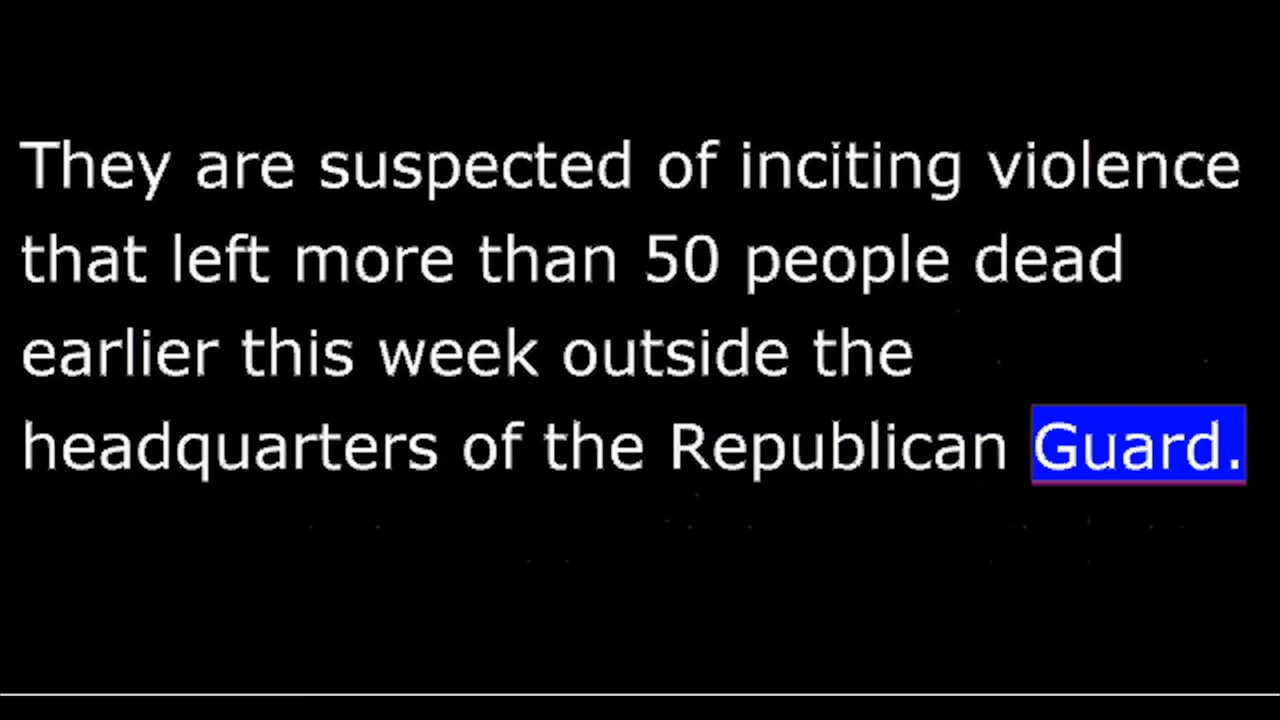 They are suspected of inciting violence
that left more than 50 people dead
earlier this week outside the
headquarters of the Republican Guard.